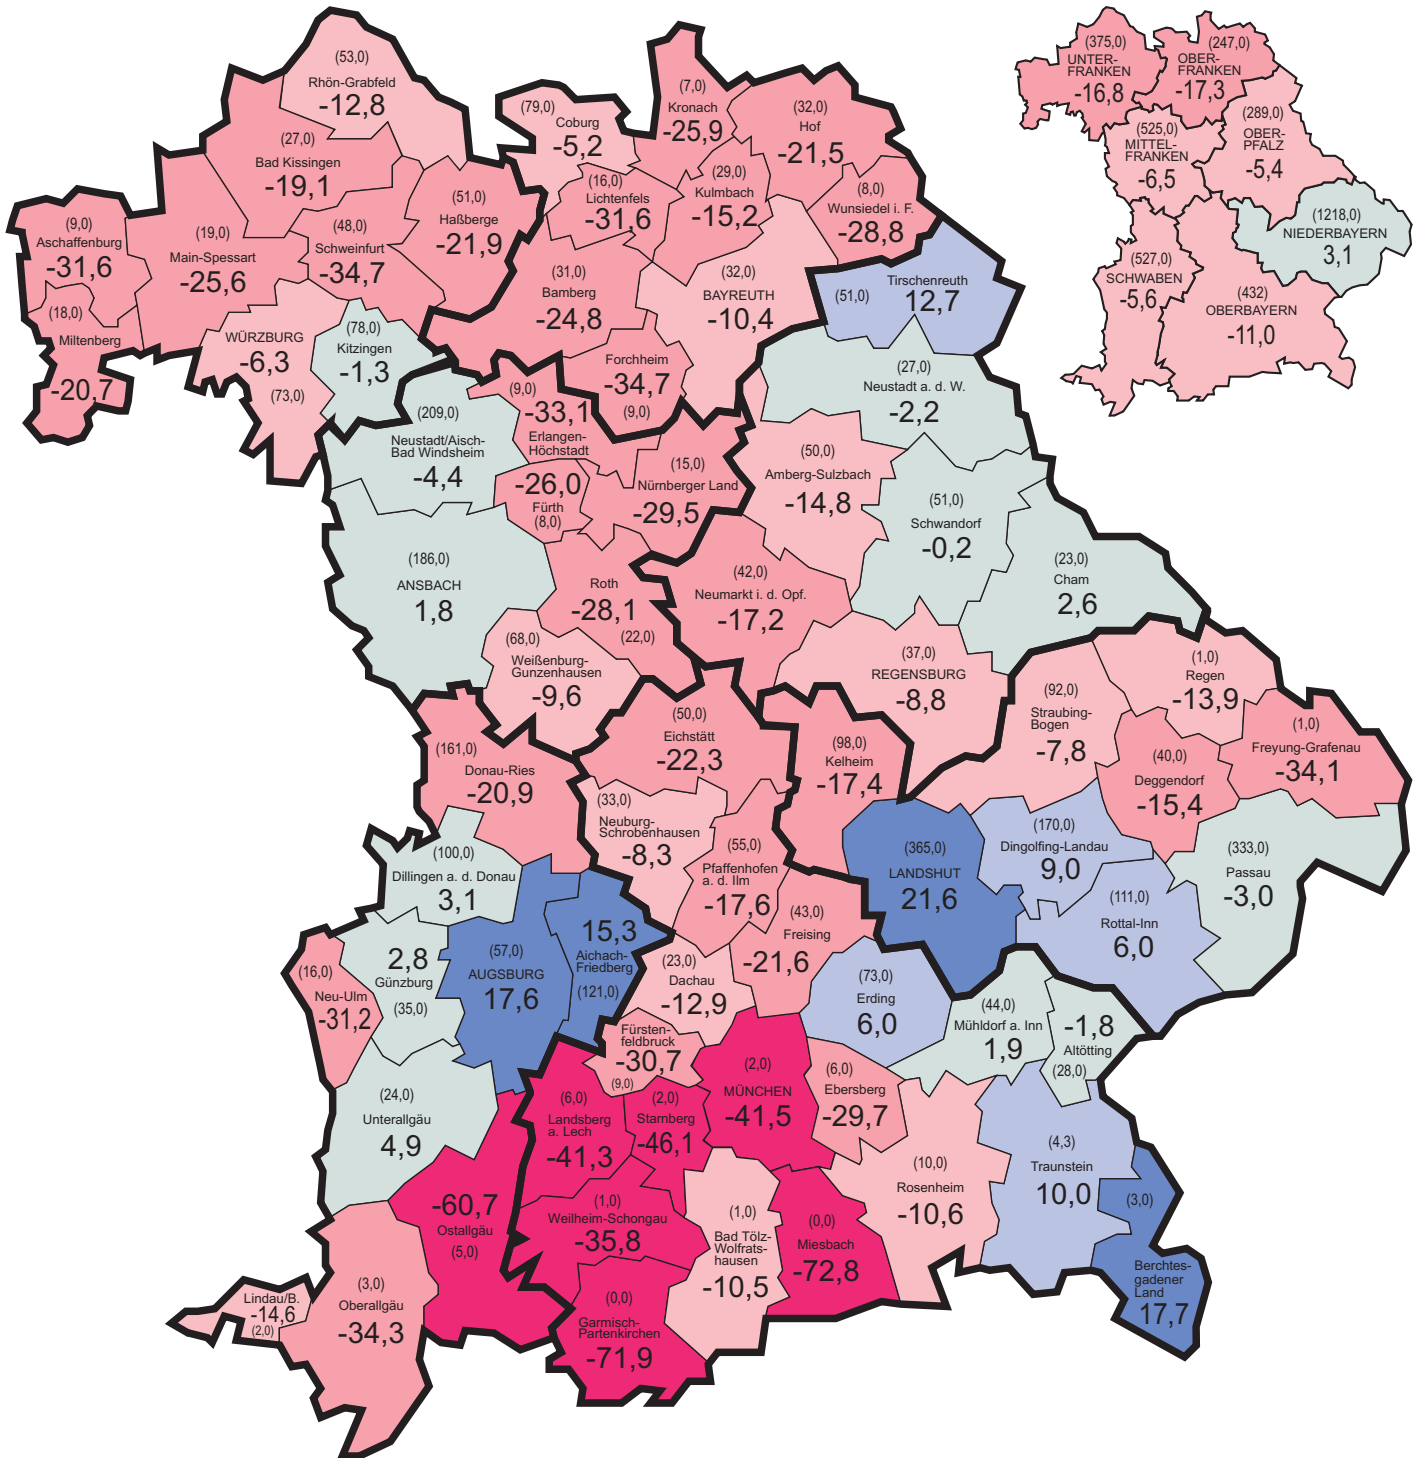 (53,0)
Rhön-Grabfeld
-12,8
(27,0)
Bad Kissingen
-19,1
(9,0)
Aschaffenburg
-31,6
(19,0)
Main-Spessart
-25,6
(48,0)
Schweinfurt
-34,7
(51,0)
Haßberge
-21,9
(18,0)
Miltenberg
-20,7
WÜRZBURG
-6,3
(73,0)
(78,0)
Kitzingen
-1,3
(79,0)
Coburg
-5,2
(7,0)
Kronach
-25,9
(32,0)
Hof
-21,5
(16,0)
Lichtenfels
-31,6
(29,0)
Kulmbach
-15,2
(8,0)
Wunsiedel i. F.
-28,8
(31,0)
Bamberg
-24,8
(32,0)
BAYREUTH
-10,4
Forchheim
-34,7
(9,0)
(51,0)
Tirschenreuth
12,7
(27,0)
Neustadt a. d. W.
-2,2
(209,0)
Neustadt/Aisch-
Bad Windsheim
-4,4
(9,0)
-33,1
Erlangen-
Höchstadt
-26,0
Fürth
(8,0)
(15,0)
Nürnberger Land
-29,5
(50,0)
Amberg-Sulzbach
-14,8
(51,0)
Schwandorf
-0,2
(23,0)
Cham
2,6
(186,0)
ANSBACH
1,8
Roth
-28,1
(22,0)
(42,0)
Neumarkt i. d. Opf.
-17,2
(68,0)
Weißenburg-
Gunzenhausen
-9,6
(37,0)
REGENSBURG
-8,8
(1,0)
Regen
-13,9
(92,0)
Straubing-
Bogen
-7,8
(1,0)
Freyung-Grafenau
-34,1
(40,0)
Deggendorf
-15,4
(161,0)
Donau-Ries
-20,9
(50,0)
Eichstätt
-22,3
(98,0)
Kelheim
-17,4
(33,0)
Neuburg-
Schrobenhausen
-8,3
(55,0)
Pfaffenhofen
a. d. Ilm
-17,6
(365,0)
LANDSHUT
21,6
(170,0)
Dingolfing-Landau
9,0
(333,0)
Passau
-3,0
(111,0)
Rottal-Inn
6,0
(100,0)
Dillingen a. d. Donau
3,1
2,8
Günzburg
(35,0)
(57,0)
AUGSBURG
17,6
15,3
Aichach-
Friedberg
(121,0)
(16,0)
Neu-Ulm
-31,2
(43,0)
Freising
-21,6
(23,0)
Dachau
-12,9
(73,0)
Erding
6,0
(44,0)
Mühldorf a. Inn
1,9
-1,8
Altötting
(28,0)
Fürsten-
feldbruck
-30,7
(9,0)
(2,0)
MÜNCHEN
-41,5
(6,0)
Ebersberg
-29,7
(24,0)
Unterallgäu
4,9
(6,0)
Landsberg
a. Lech
-41,3
(2,0)
Starnberg
-46,1
(10,0)
Rosenheim
-10,6
(4,3)
Traunstein
10,0
(3,0)
Berchtes-
gadener
Land
17,7
-60,7
Ostallgäu
(5,0)
(1,0)
Weilheim-Schongau
-35,8
(1,0)
Bad Tölz-
Wolfrats-
hausen
-10,5
(0,0)
Miesbach
-72,8
(0,0)
Garmisch-
Partenkirchen
-71,9
Lindau/B.
-14,6
(2,0)
(3,0)
Oberallgäu
-34,3
(375,0)
UNTER-
FRANKEN
-16,8
(247,0)
OBER-
FRANKEN
-17,3
(525,0)
MITTEL-
FRANKEN
-6,5
(289,0)
OBER-
PFALZ
-5,4
(1218,0)
NIEDERBAYERN
3,1
(527,0)
SCHWABEN
-5,6
(432)
OBERBAYERN
-11,0